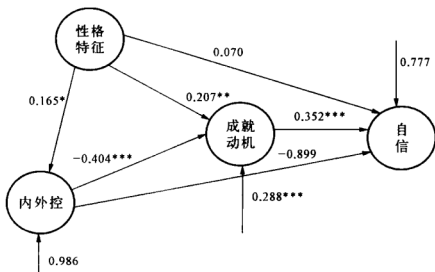 性格
特征
0.070
0.777
0.165*
0.207**
成就
动机
0.352***
自
信
-0.404***
-0.899
内外控
0.288***
0.986